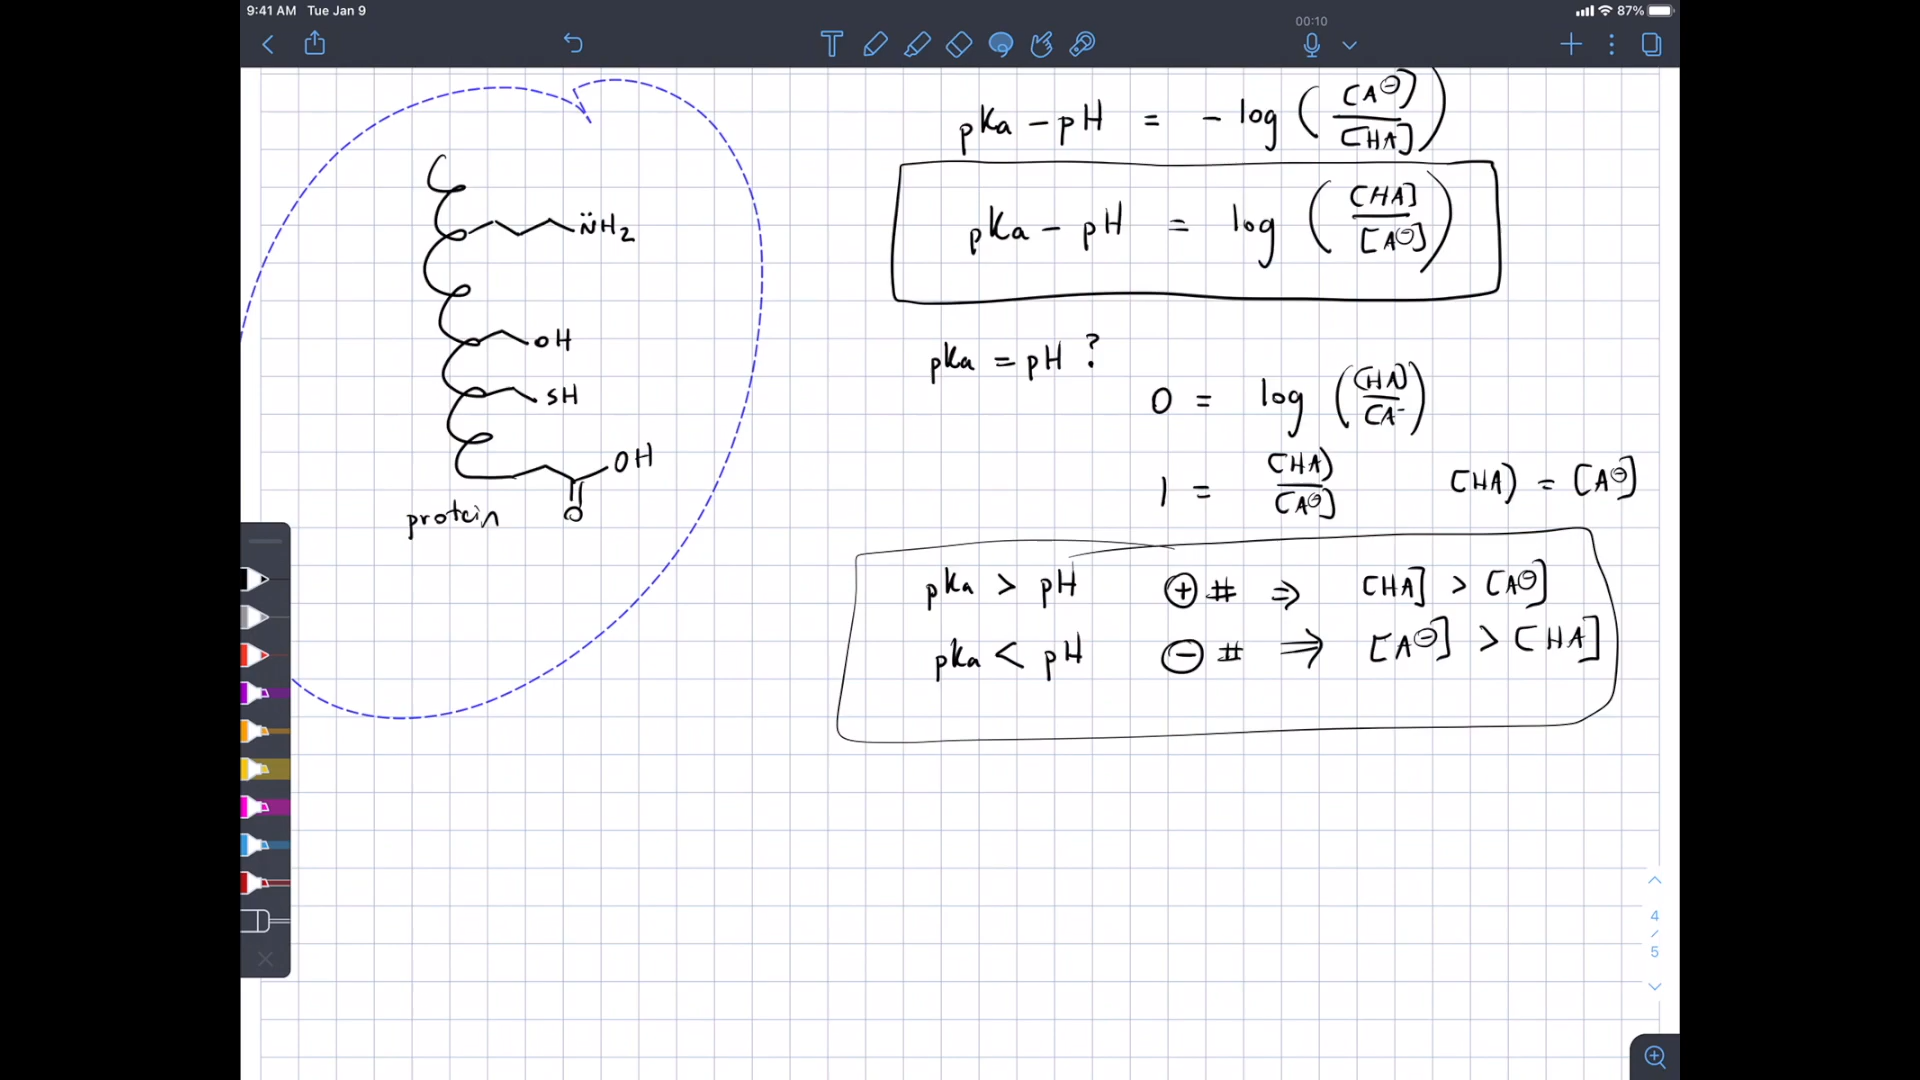 9:41 AM Tue Jan 9
87%
00:10
N̈H₂
OH
SH
OH
O
protein
pKa − pH = − log ([A⊖]/[HA])
pKa − pH = log ([HA]/[A⊖])
pKa = pH ?
0 = log ([HA]/[A⁻)
1 = [HA]/[A⊖] [HA] = [A⊖]
pKa > pH ⊕ # ⇒ [HA] > [A⊖]
pKa < pH ⊖ # ⇒ [A⊖] > [HA]
4
/
5